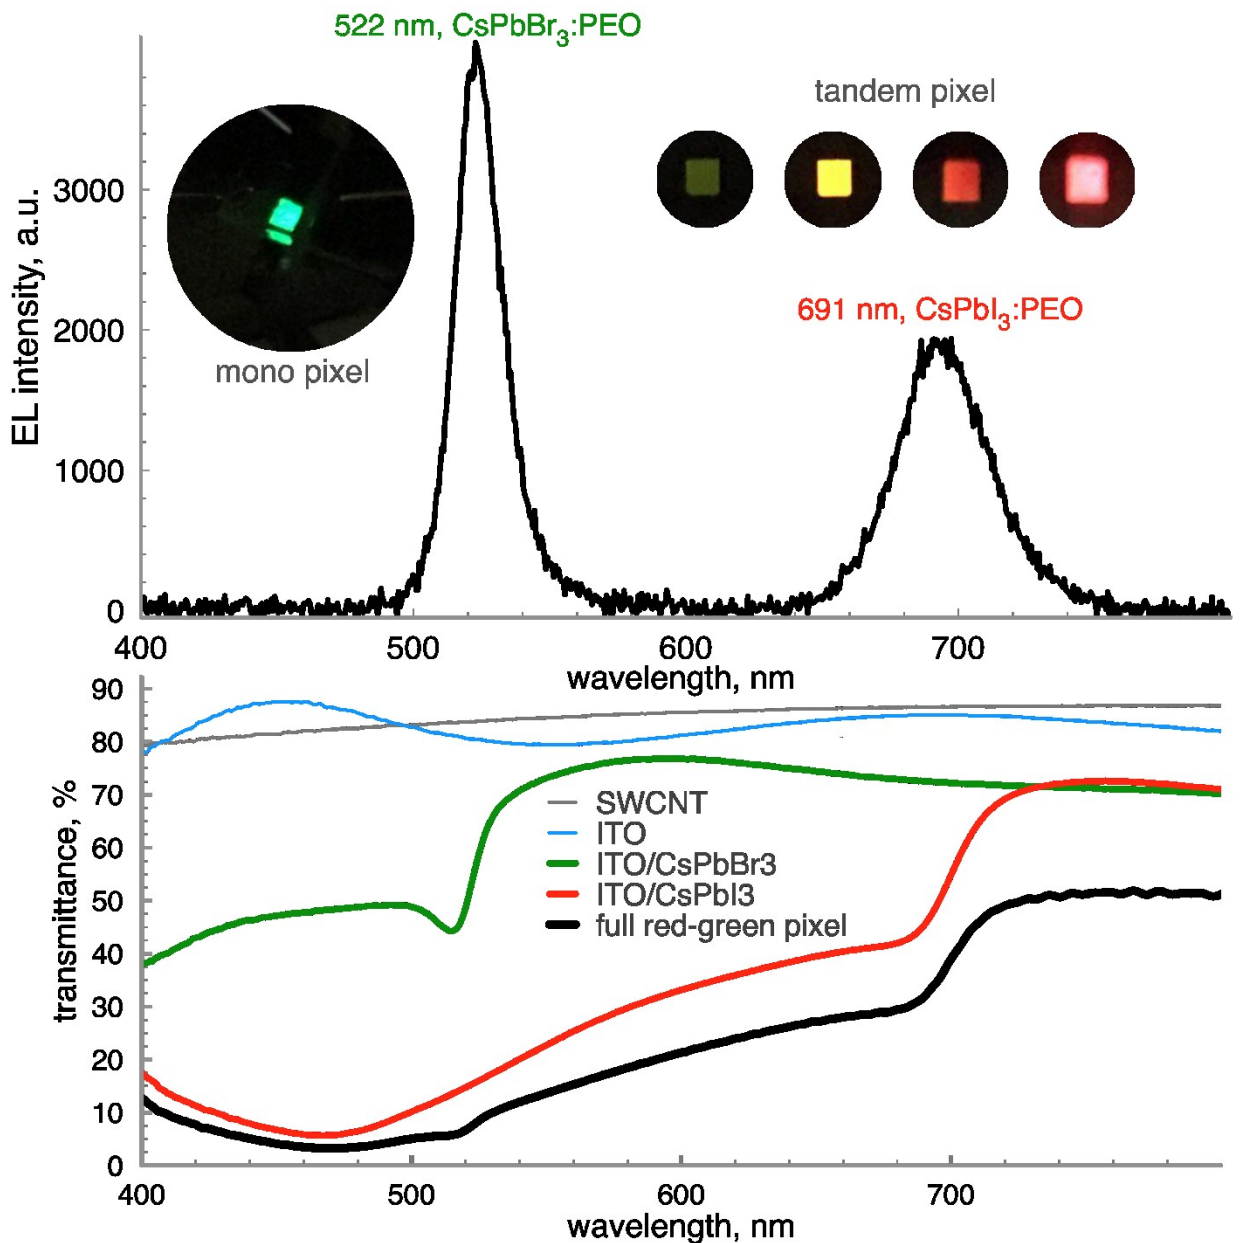 522 nm, CsPbBr3:PEO
tandem pixel
mono pixel
691 nm, CsPbI3:PEO
EL intensity, a.u.
3000
2000
1000
0
400 500 600 700
wavelength, nm
90
80
70
60
50
40
30
20
10
0
transmittance, %
SWCNT
ITO
ITO/CsPbBr3
ITO/CsPbI3
full red-green pixel
400 500 600 700
wavelength, nm